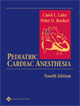 Carol L. Lake
Peter D. Booker
PEDIATRIC
CARDIAC ANESTHESIA
Fourth Edition